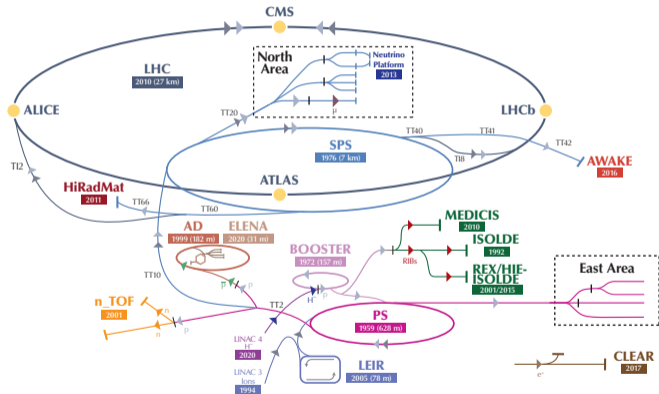 CMS
North
Area
Neutrino
Platform
2013
LHC
2010 (27 km)
μ
ALICE
LHCb
TT20
TT40
TT41
TT42
TI8
SPS
1976 (7 km)
AWAKE
2016
TI2
HiRadMat
2011
TT66
TT60
ATLAS
AD
1999 (182 m)
ELENA
2020 (31 m)
MEDICIS
2010
BOOSTER
1972 (157 m)
ISOLDE
1992
RIBs
REX/HIE-
ISOLDE
2001/2015
East Area
TT10
p
p
H-
p
p
n_TOF
2001
n
n
p
TT2
PS
1959 (628 m)
LINAC 4
H-
2020
LINAC 3
Ions
1994
LEIR
2005 (78 m)
CLEAR
2017
e-